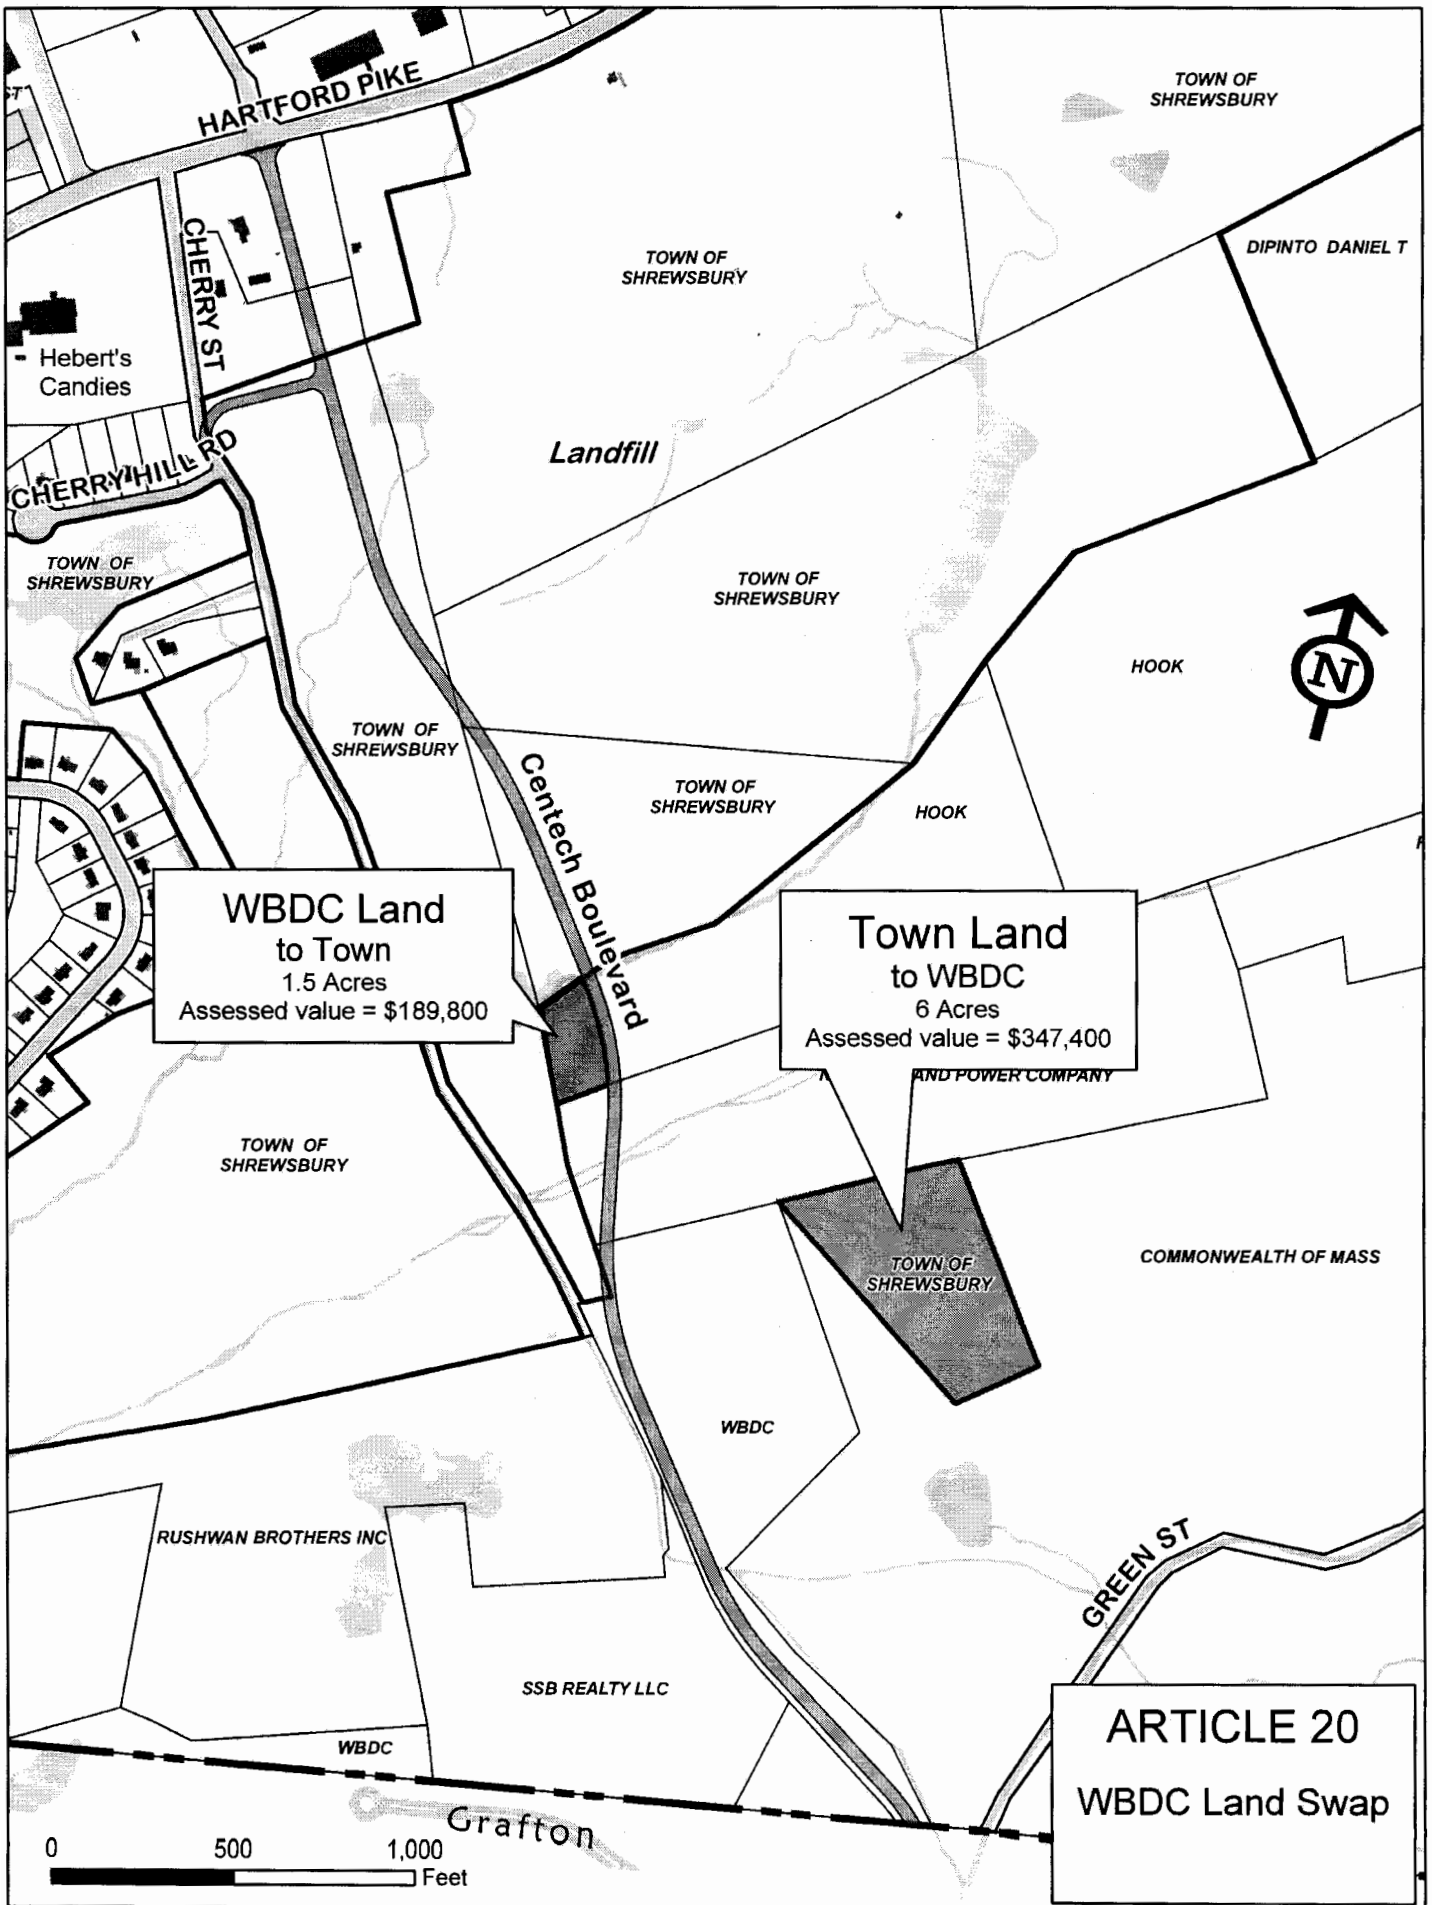 ST
HARTFORD PIKE
TOWN OF
SHREWSBURY
CHERRY ST
TOWN OF
SHREWSBURY
DIPINTO DANIEL T
Hebert's
Candies
Landfill
CHERRY HILL RD
TOWN OF
SHREWSBURY
TOWN OF
SHREWSBURY
N
HOOK
TOWN OF
SHREWSBURY
Centech Boulevard
TOWN OF
SHREWSBURY
HOOK
WBDC Land
to Town
1.5 Acres
Assessed value = $189,800
Town Land
to WBDC
6 Acres
Assessed value = $347,400
AND POWER COMPANY
TOWN OF
SHREWSBURY
TOWN OF
SHREWSBURY
COMMONWEALTH OF MASS
WBDC
RUSHWAN BROTHERS INC
GREEN ST
SSB REALTY LLC
WBDC
Grafton
ARTICLE 20
WBDC Land Swap
0 500 1,000
Feet